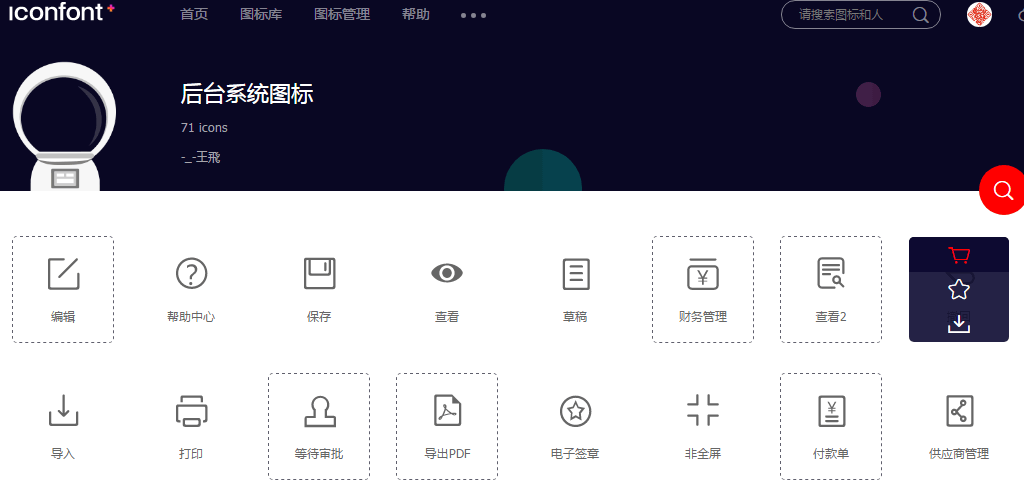 iconfont+
首页 图标库 图标管理 帮助 ●●● 请搜索图标和人
后台系统图标
71 icons
-_-王飛
编辑 帮助中心 保存 查看 草稿 财务管理 查看2
导入 打印 等待审批 导出PDF 电子签章 非全屏 付款单 供应商管理